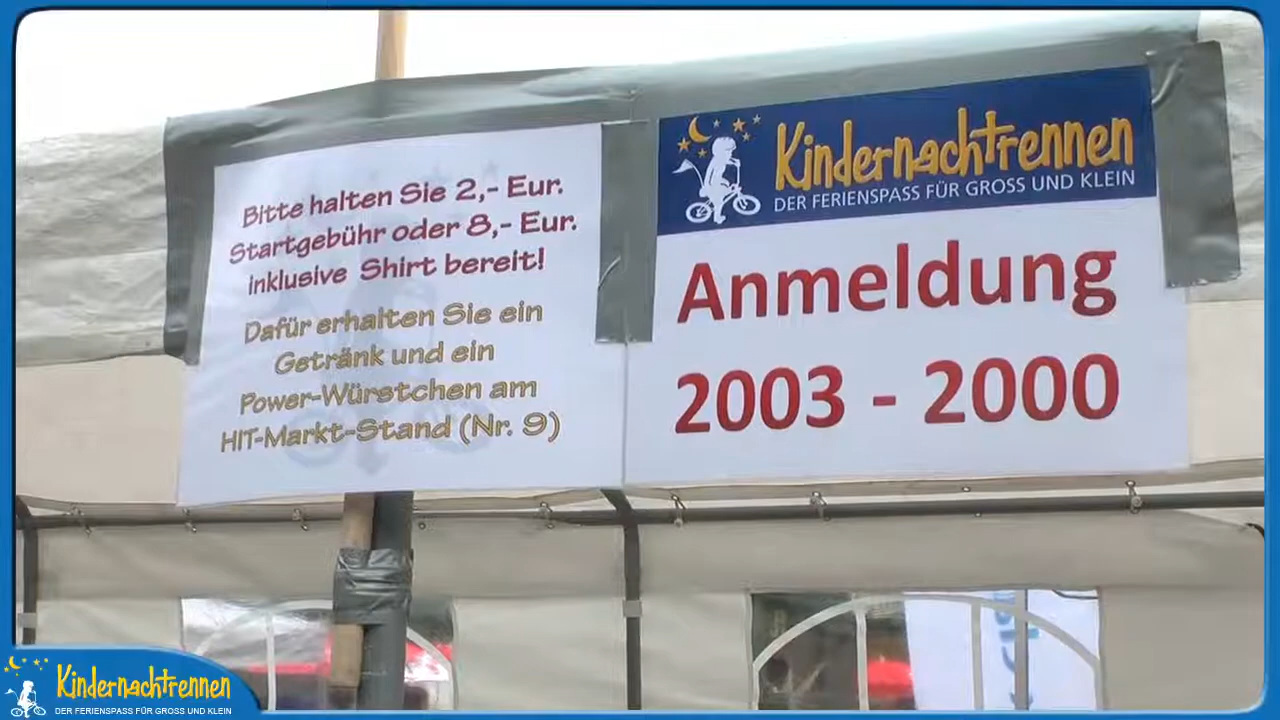 Bitte halten Sie 2,- Eur.
Startgebühr oder 8,- Eur.
inklusive Shirt bereit!
Dafür erhalten Sie ein
Getränk und ein
Power-Würstchen am
HIT-Markt-Stand (Nr. 9)
Kindernachtrennen
DER FERIENSPASS FÜR GROSS UND KLEIN
Anmeldung
2003 - 2000
Kindernachtrennen
DER FERIENSPASS FÜR GROSS UND KLEIN